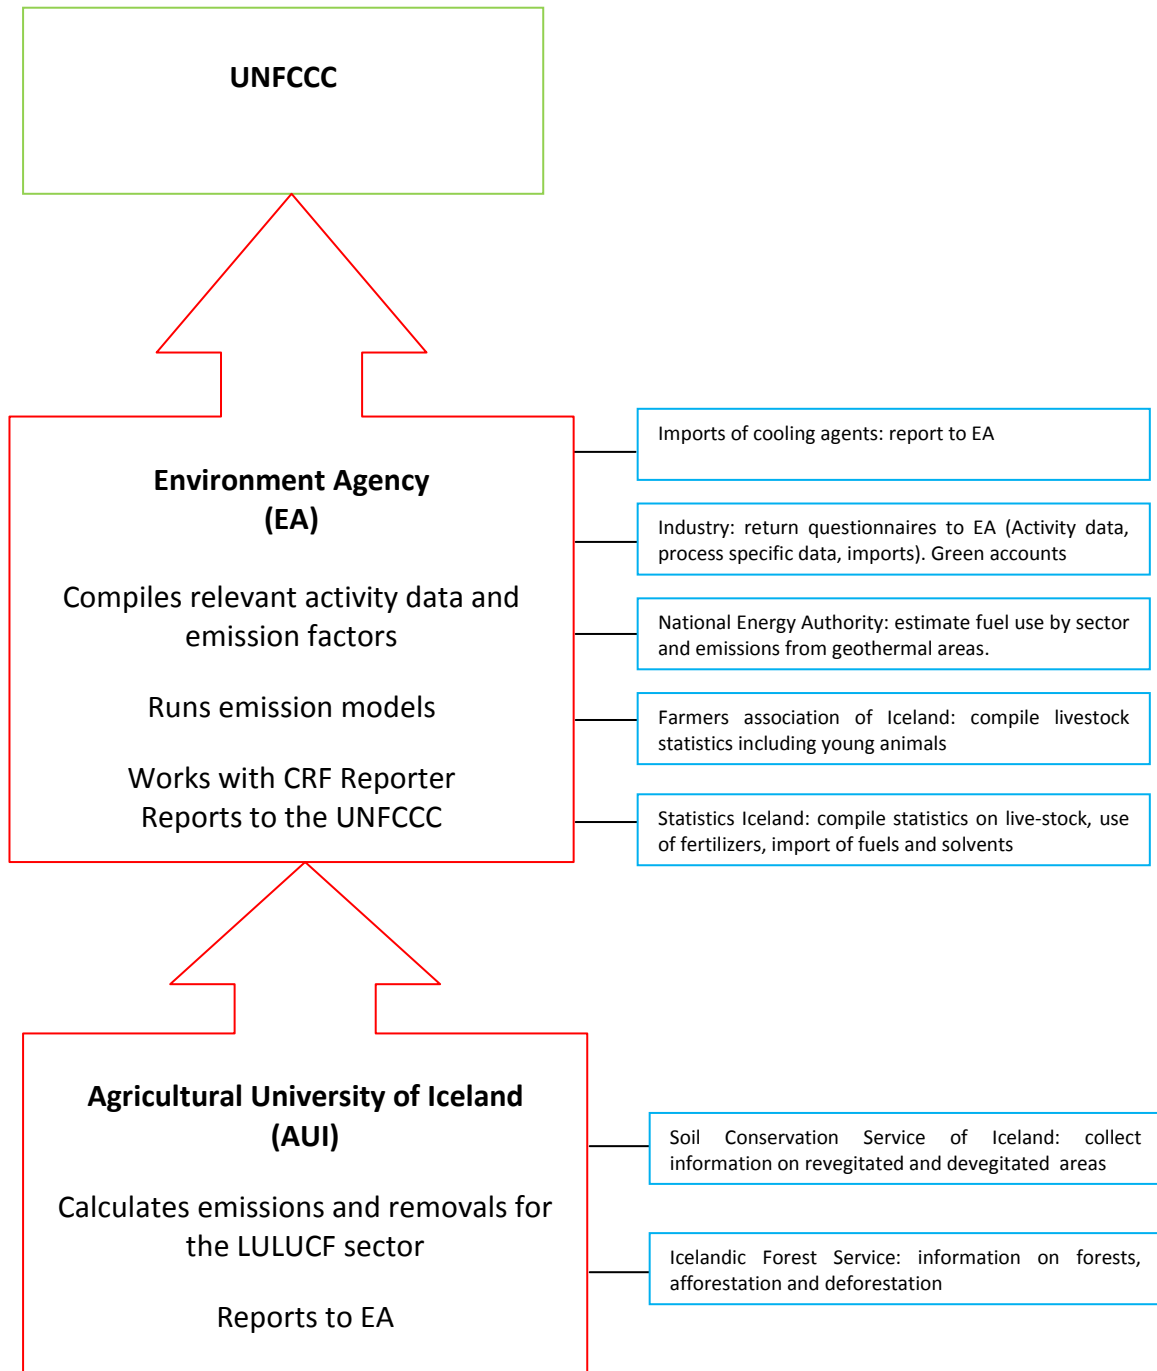 UNFCCC
Environment Agency
(EA)
Compiles relevant activity data and
emission factors
Runs emission models
Works with CRF Reporter
Reports to the UNFCCC
Imports of cooling agents: report to EA
Industry: return questionnaires to EA (Activity data,
process specific data, imports). Green accounts
National Energy Authority: estimate fuel use by sector
and emissions from geothermal areas.
Farmers association of Iceland: compile livestock
statistics including young animals
Statistics Iceland: compile statistics on live-stock, use
of fertilizers, import of fuels and solvents
Agricultural University of Iceland
(AUI)
Calculates emissions and removals for
the LULUCF sector
Reports to EA
Soil Conservation Service of Iceland: collect
information on revegitated and devegitated areas
Icelandic Forest Service: information on forests,
afforestation and deforestation